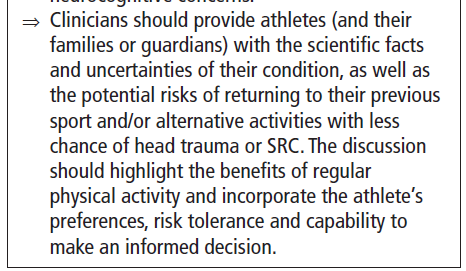 neurocognitive concerns.
⇒ Clinicians should provide athletes (and their
families or guardians) with the scientific facts
and uncertainties of their condition, as well as
the potential risks of returning to their previous
sport and/or alternative activities with less
chance of head trauma or SRC. The discussion
should highlight the benefits of regular
physical activity and incorporate the athlete’s
preferences, risk tolerance and capability to
make an informed decision.